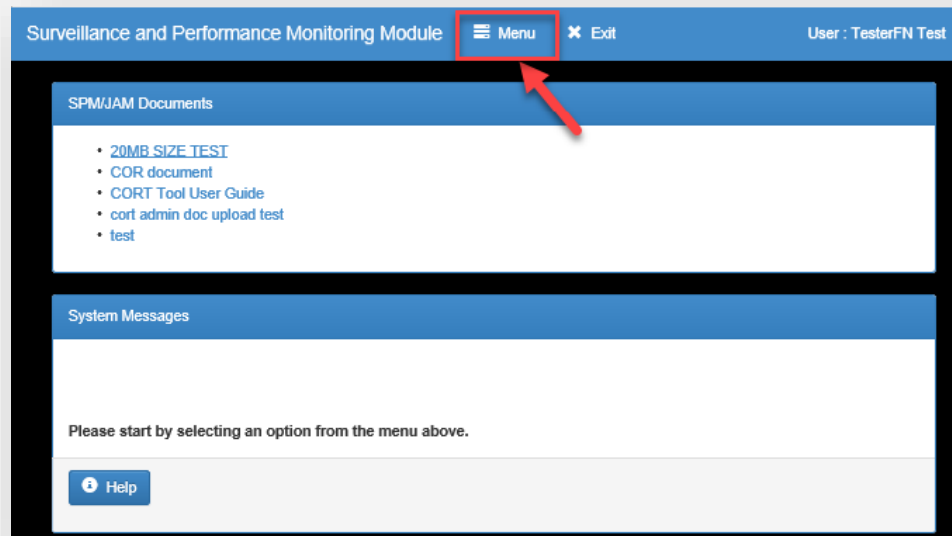 Surveillance and Performance Monitoring Module Menu Exit User : TesterFN Test
SPM/JAM Documents
20MB SIZE TEST
COR document
CORT Tool User Guide
cort admin doc upload test
test
System Messages
Please start by selecting an option from the menu above.
Help